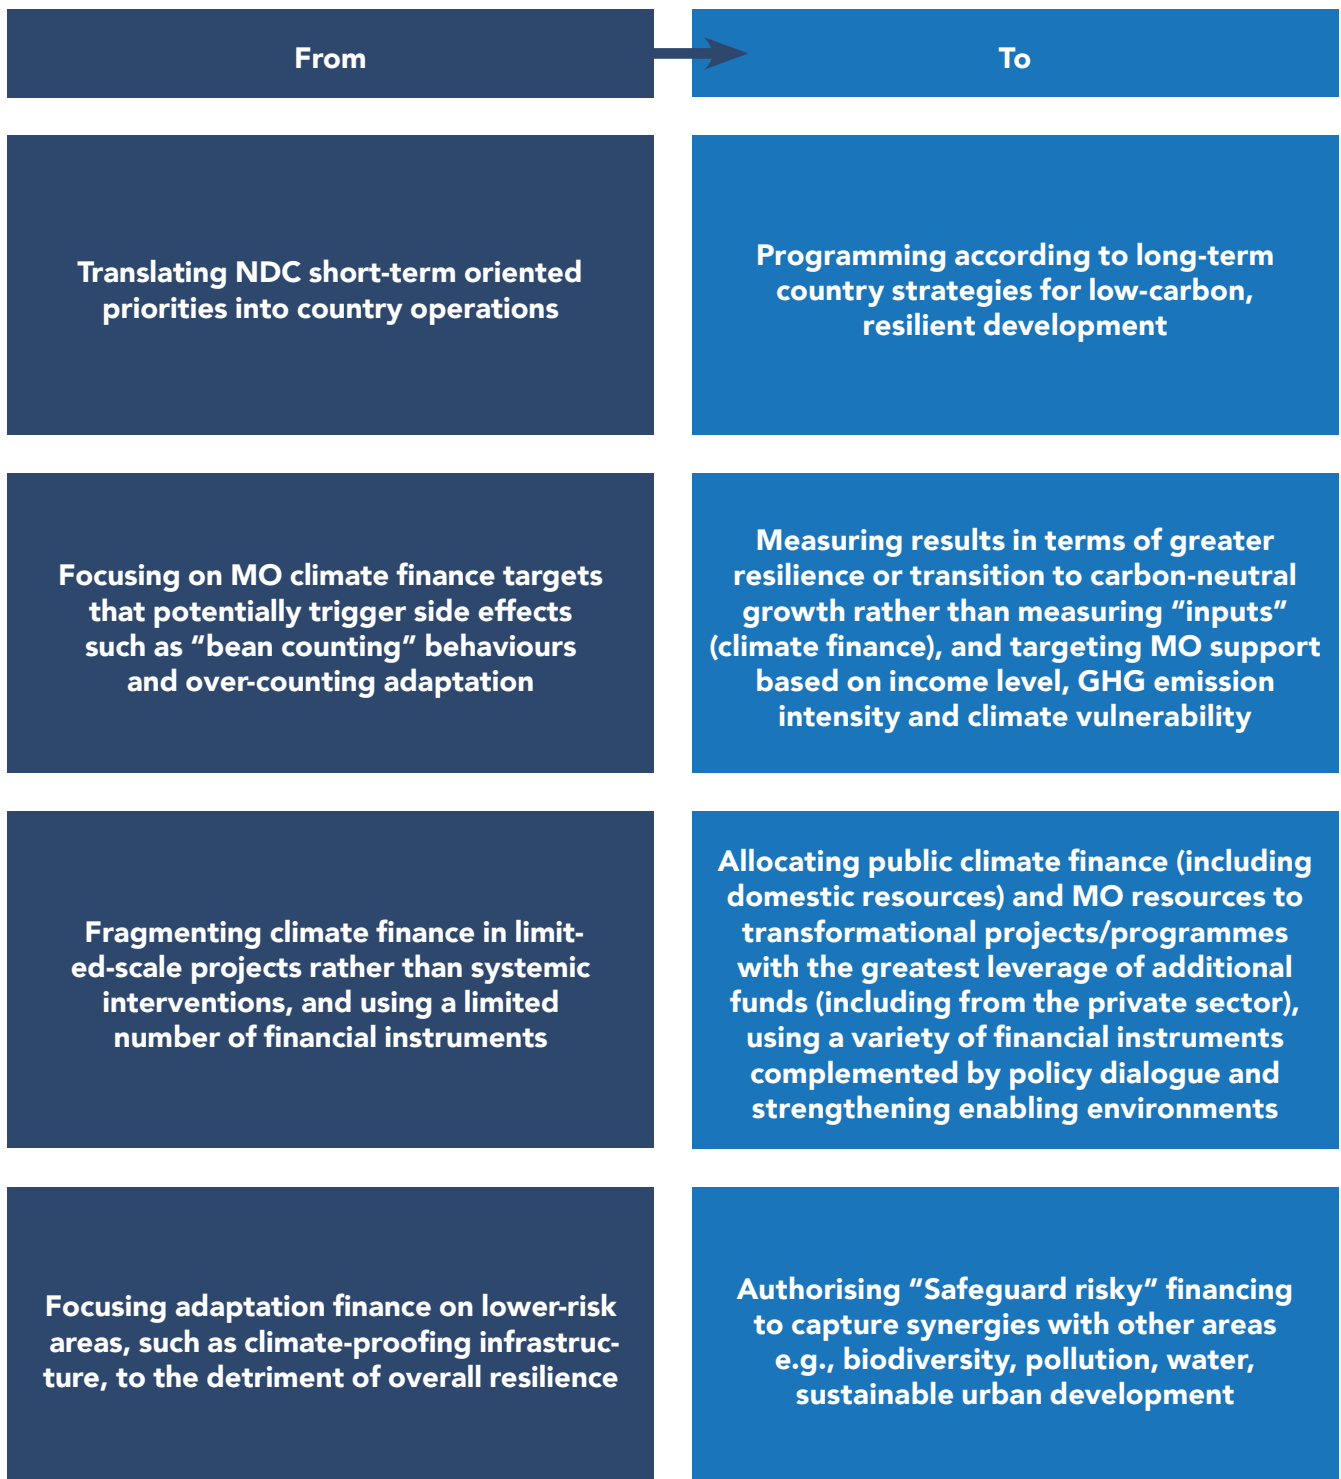 From
To
Translating NDC short-term oriented
priorities into country operations
Programming according to long-term
country strategies for low-carbon,
resilient development
Focusing on MO climate finance targets
that potentially trigger side effects
such as “bean counting” behaviours
and over-counting adaptation
Measuring results in terms of greater
resilience or transition to carbon-neutral
growth rather than measuring “inputs”
(climate finance), and targeting MO support
based on income level, GHG emission
intensity and climate vulnerability
Fragmenting climate finance in limit-
ed-scale projects rather than systemic
interventions, and using a limited
number of financial instruments
Allocating public climate finance (including
domestic resources) and MO resources to
transformational projects/programmes
with the greatest leverage of additional
funds (including from the private sector),
using a variety of financial instruments
complemented by policy dialogue and
strengthening enabling environments
Focusing adaptation finance on lower-risk
areas, such as climate-proofing infrastruc-
ture, to the detriment of overall resilience
Authorising “Safeguard risky” financing
to capture synergies with other areas
e.g., biodiversity, pollution, water,
sustainable urban development